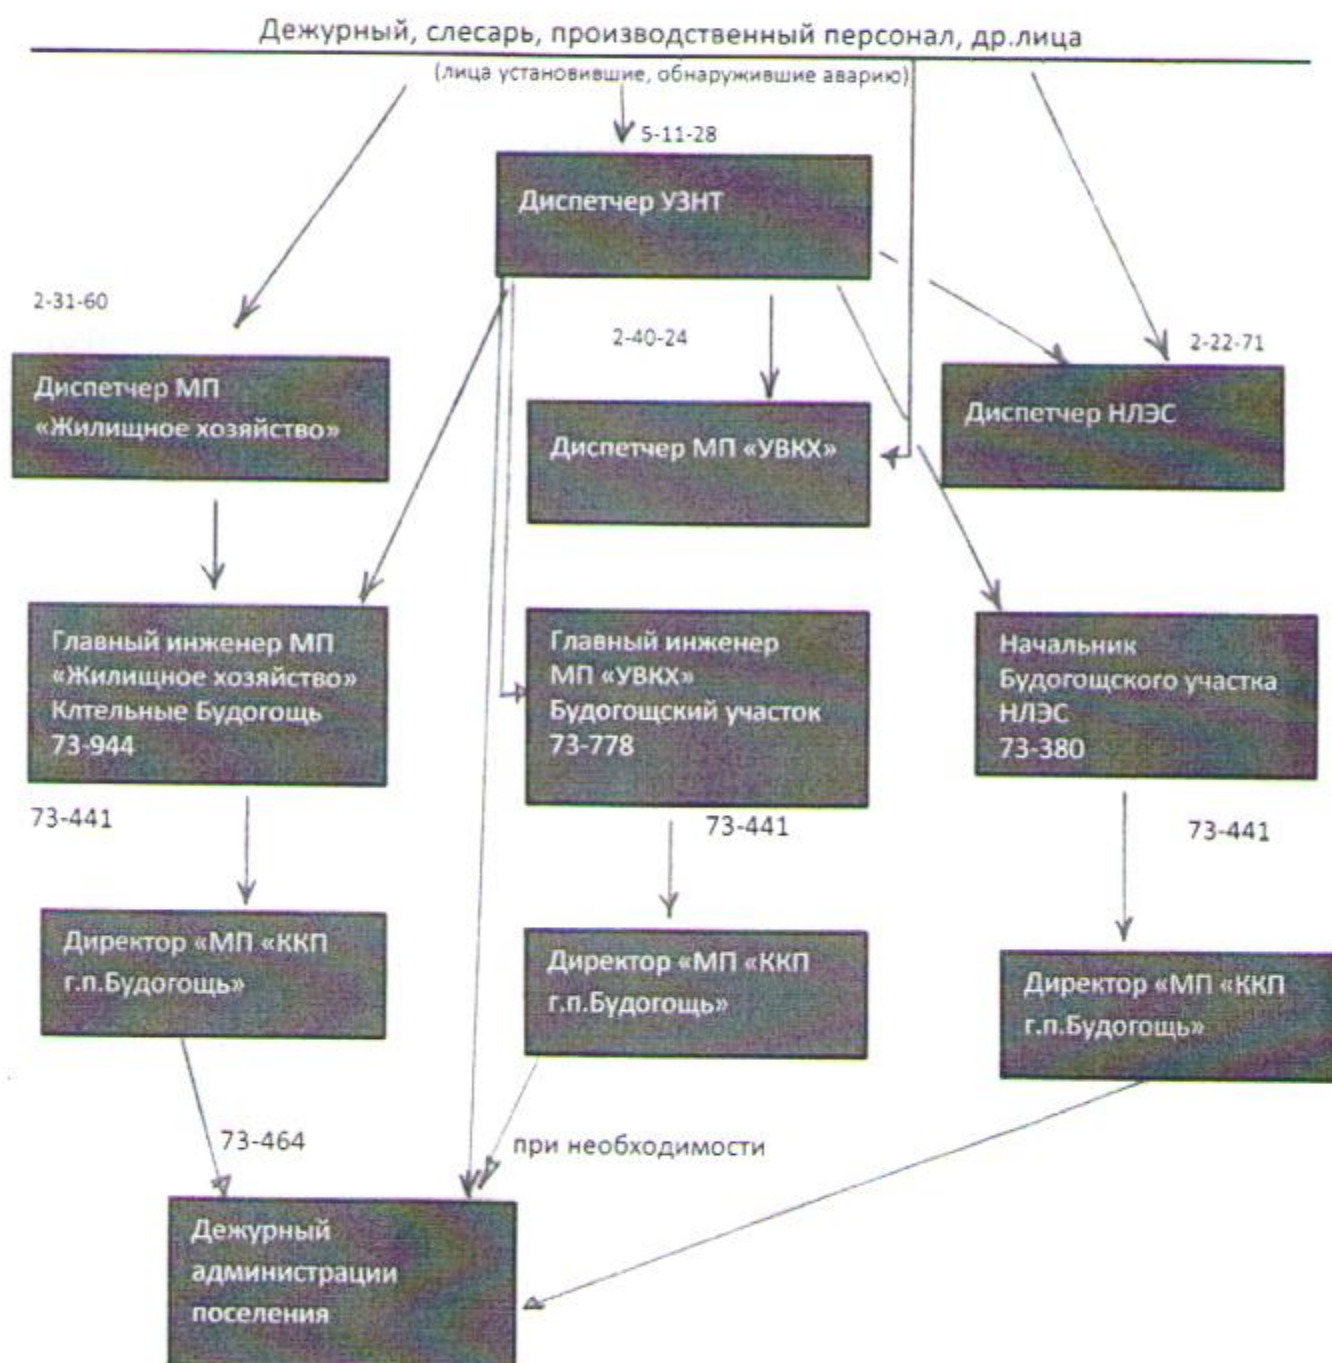 Дежурный, слесарь, производственный персонал, др.лица
(лица установившие, обнаружившие аварию)
5-11-28
Диспетчер УЗНТ
2-31-60
2-40-24
2-22-71
Диспетчер МП
«Жилищное хозяйство»
Диспетчер МП «УВКХ»
Диспетчер НЛЭС
Главный инженер МП
«Жилищное хозяйство»
Клтельные Будогощь
73-944
Главный инженер
МП «УВКХ»
Будогощский участок
73-778
Начальник
Будогощского участка
НЛЭС
73-380
73-441
73-441
73-441
Директор «МП «ККП
г.п.Будогощь»
Директор «МП «ККП
г.п.Будогощь»
Директор «МП «ККП
г.п.Будогощь»
73-464
при необходимости
Дежурный
администрации
поселения